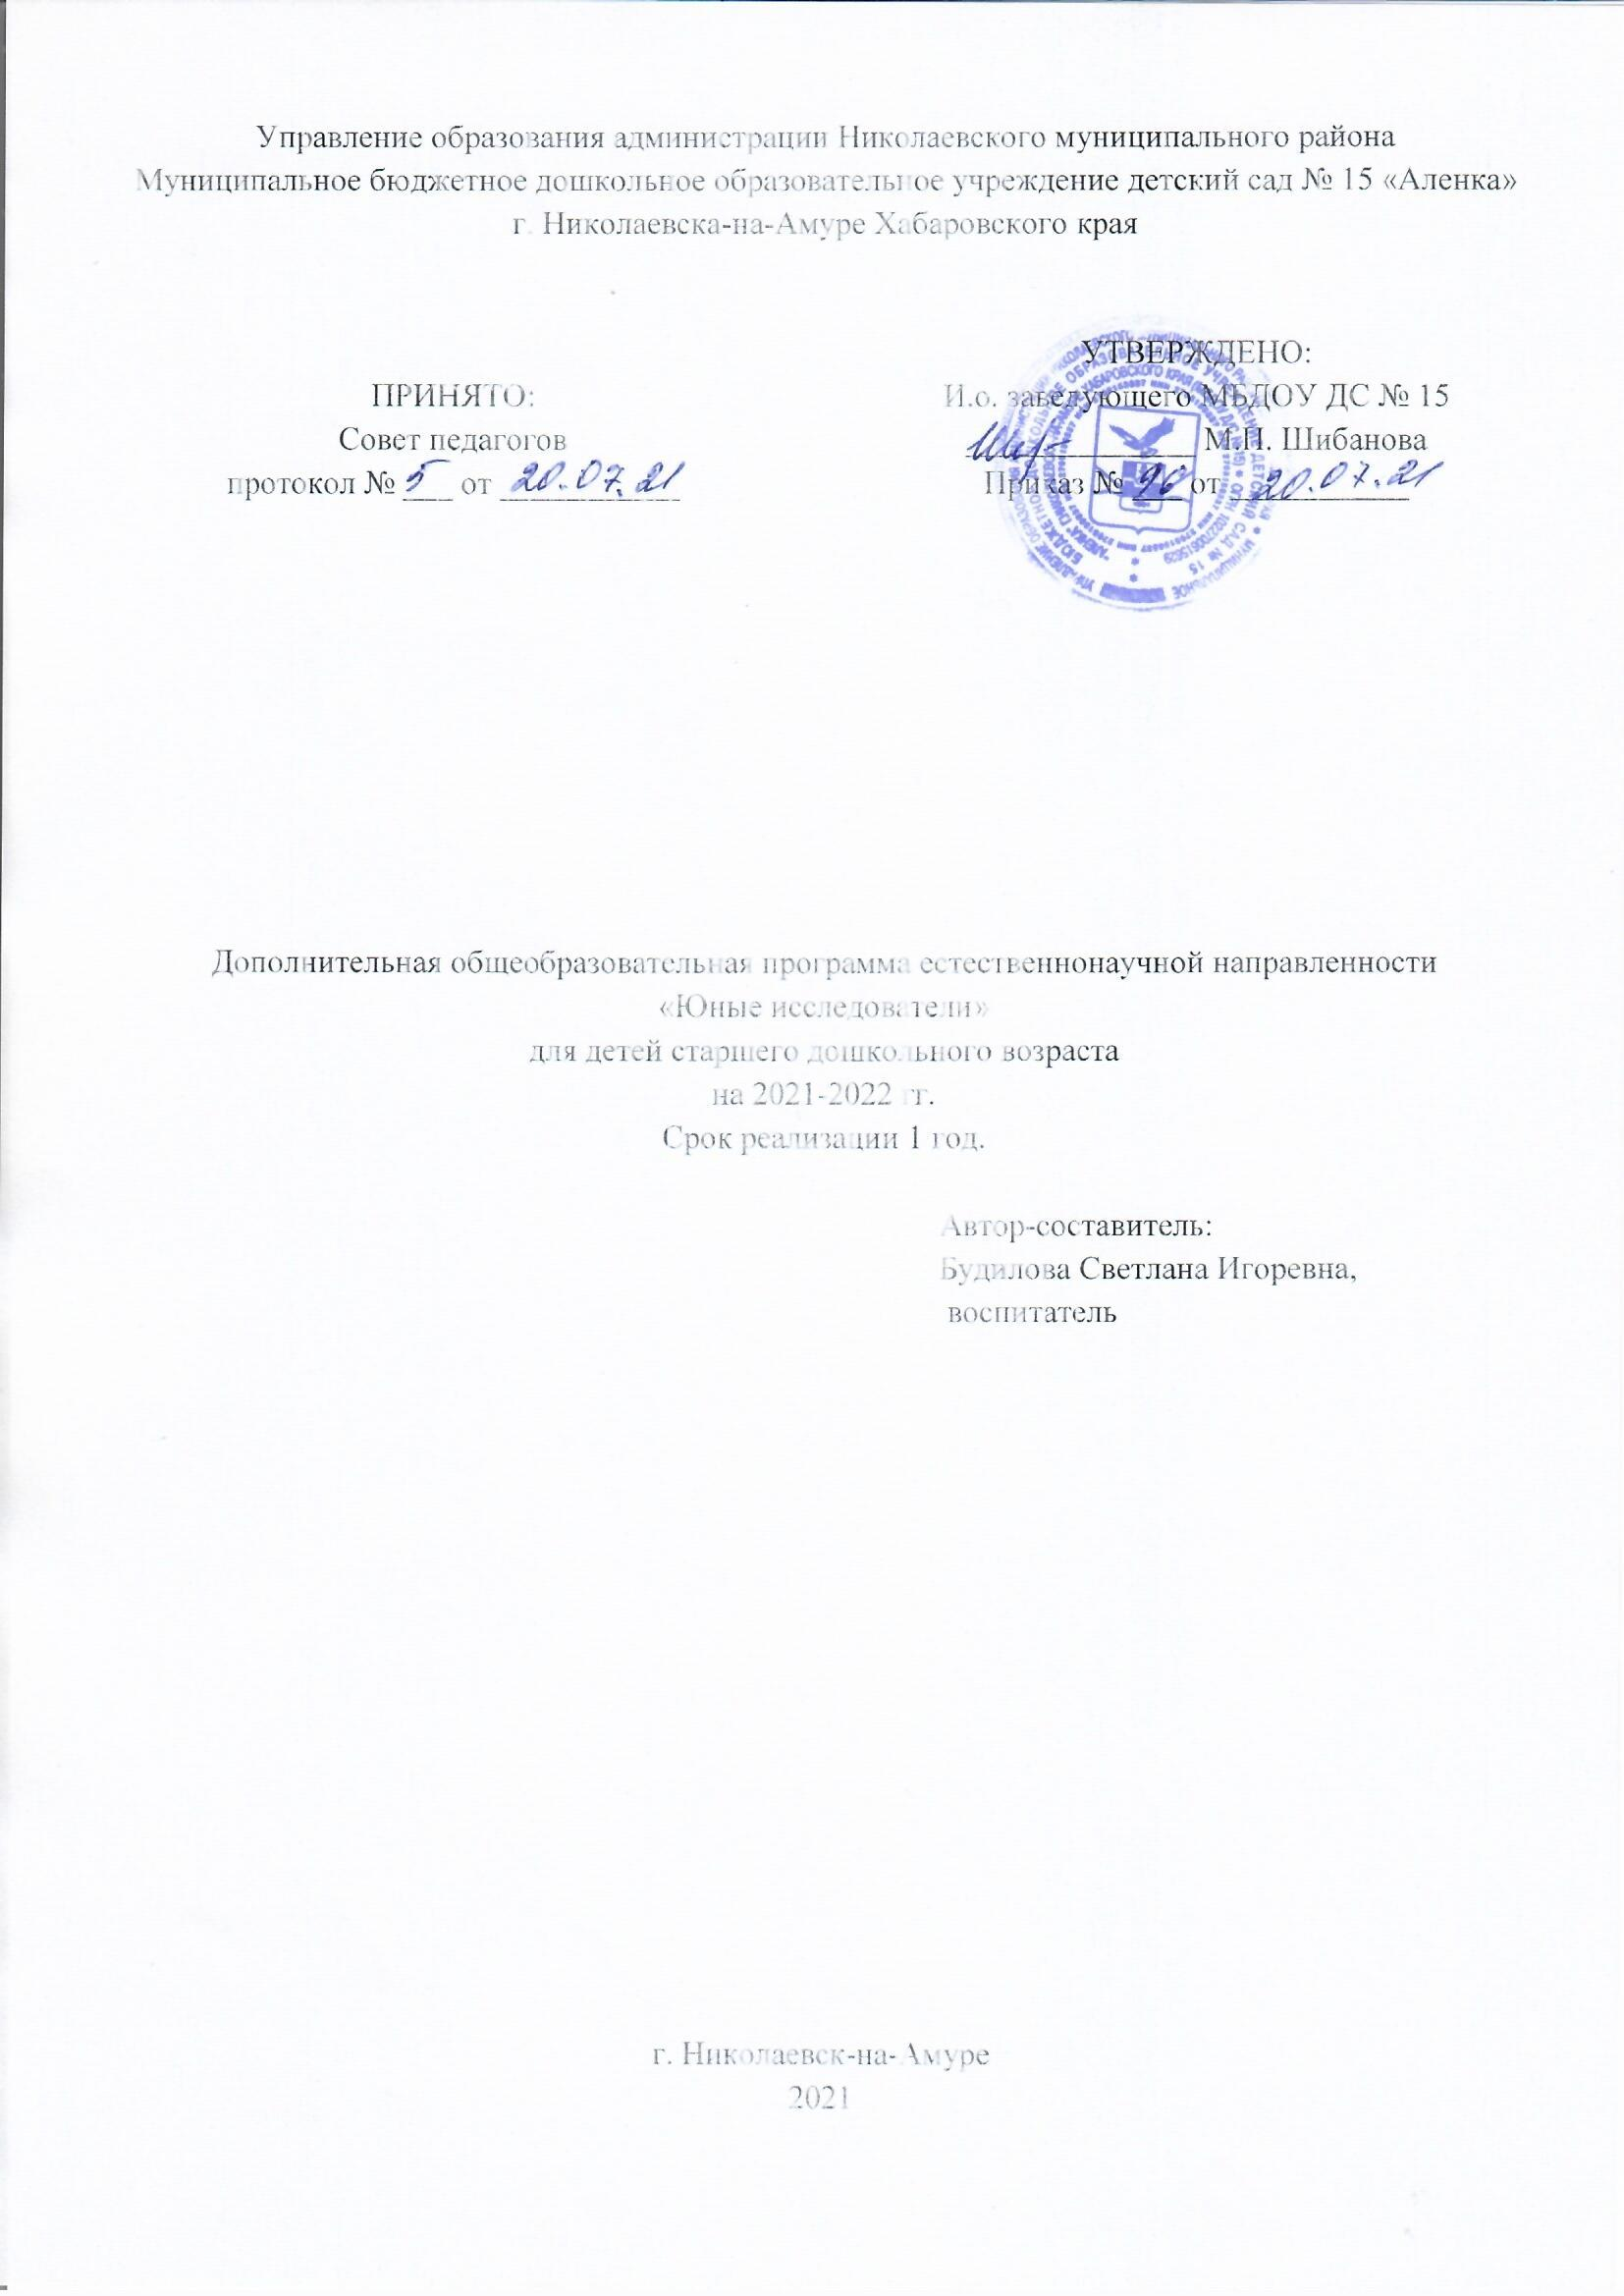 Управление образования администрации Николаевского муниципального района
Муниципальное бюджетное дошкольное образовательное учреждение детский сад № 15 «Аленка»
г. Николаевска-на-Амуре Хабаровского края
ПРИНЯТО:
Совет педагогов
протокол № 5 от 20.07.21
УТВЕРЖДЕНО:
И.о. заведующего МБДОУ ДС № 15
М.П. Шибанова
Приказ № 96 от 20.07.21
Дополнительная общеобразовательная программа естественнонаучной направленности
«Юные исследователи»
для детей старшего дошкольного возраста
на 2021-2022 гг.
Срок реализации 1 год.
Автор-составитель:
Будилова Светлана Игоревна,
воспитатель
г. Николаевск-на-Амуре
2021